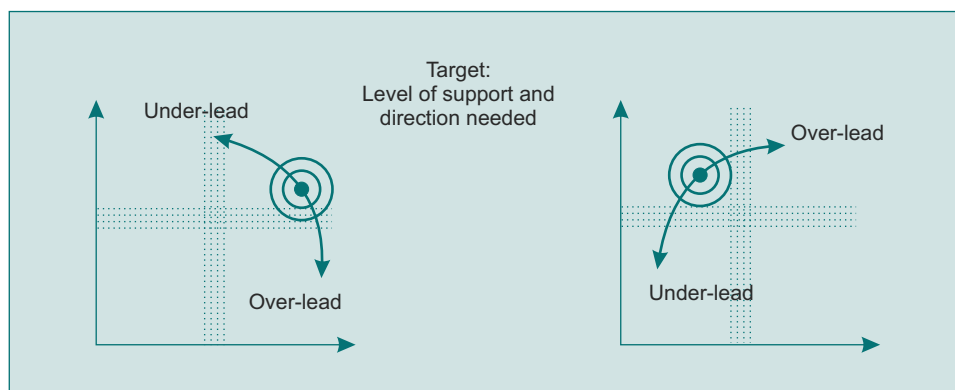 Target:
Level of support and
direction needed
Under-lead
Over-lead
Over-lead
Under-lead